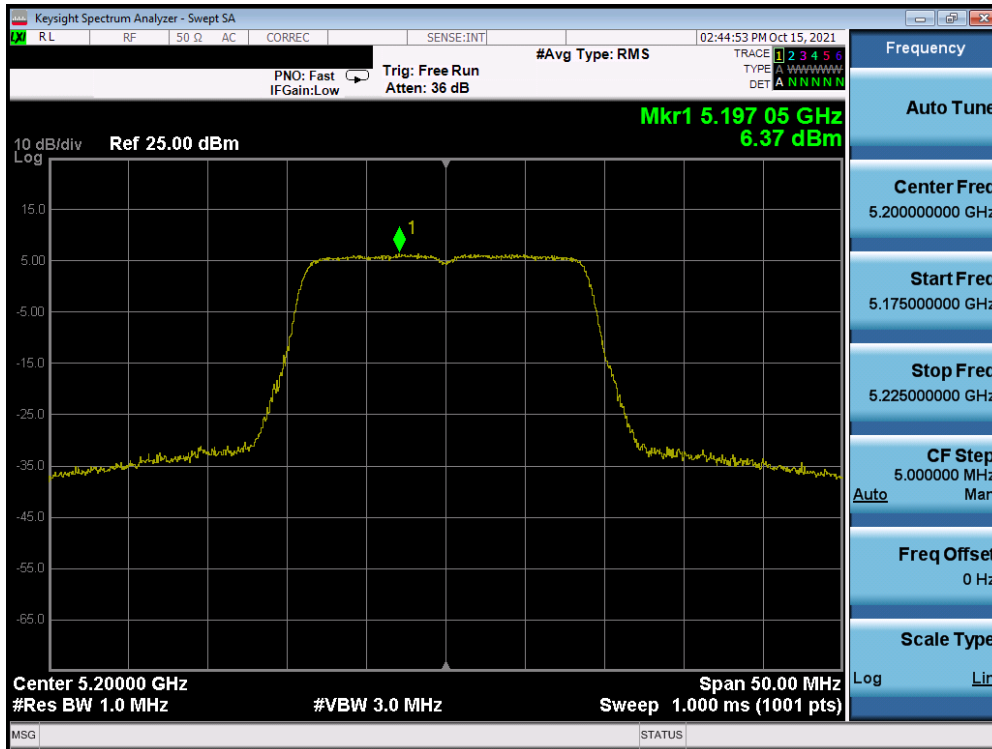 Keysight Spectrum Analyzer - Swept SA
LXI RL RF 50 Ω AC CORREC SENSE:INT 02:44:53 PM Oct 15, 2021
#Avg Type: RMS
TRACE 1 2 3 4 5 6
TYPE A WWWWW
DET A N N N N N
PNO: Fast
IFGain:Low
Trig: Free Run
Atten: 36 dB
Mkr1 5.197 05 GHz
6.37 dBm
10 dB/div
Log
Ref 25.00 dBm
1
15.0
5.00
-5.00
-15.0
-25.0
-35.0
-45.0
-55.0
-65.0
Center 5.20000 GHz
#Res BW 1.0 MHz
#VBW 3.0 MHz
Span 50.00 MHz
Sweep 1.000 ms (1001 pts)
MSG
STATUS
Frequency
Auto Tune
Center Freq
5.200000000 GHz
Start Freq
5.175000000 GHz
Stop Freq
5.225000000 GHz
CF Step
5.000000 MHz
Auto Man
Freq Offset
0 Hz
Scale Type
Log Lin